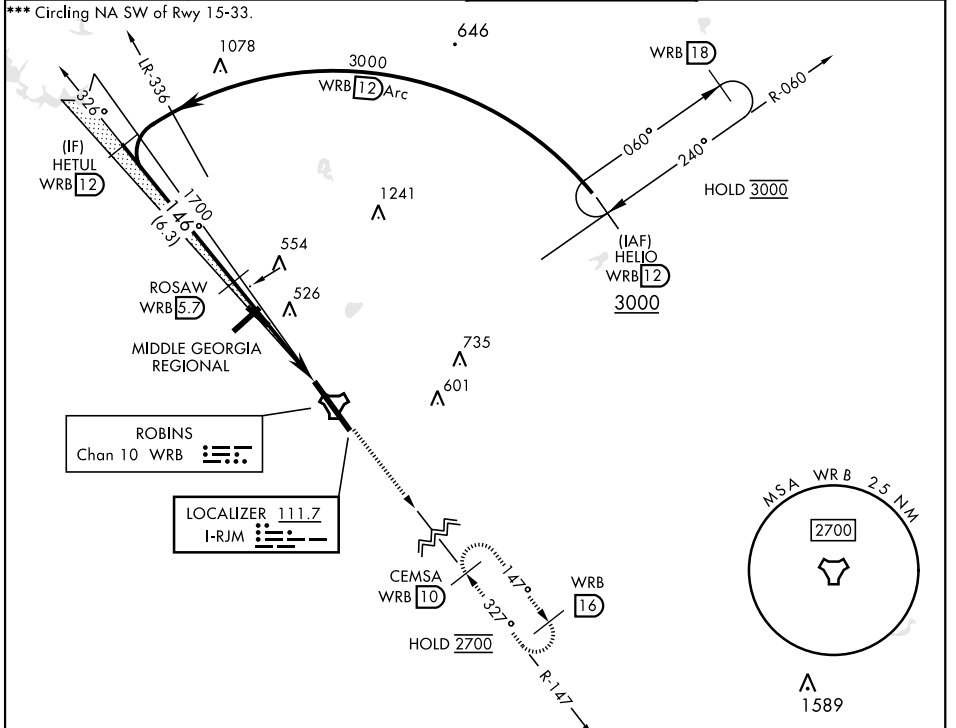 *** Circling NA SW of Rwy 15-33.
646
1078
LR-336
3000
WRB 12 Arc
WRB 18
R-060
326°
060°
240°
(IF)
HETUL
WRB 12
HOLD 3000
1700
146°
(6.3)
1241
(IAF)
HELIO
WRB 12
3000
554
ROSAW
WRB 5.7
526
MIDDLE GEORGIA
REGIONAL
735
601
ROBINS
Chan 10 WRB
LOCALIZER 111.7
I-RJM
MSA WRB 25 NM
2700
CEMSA
WRB 10
147°
327°
WRB
16
HOLD 2700
R-147
1589